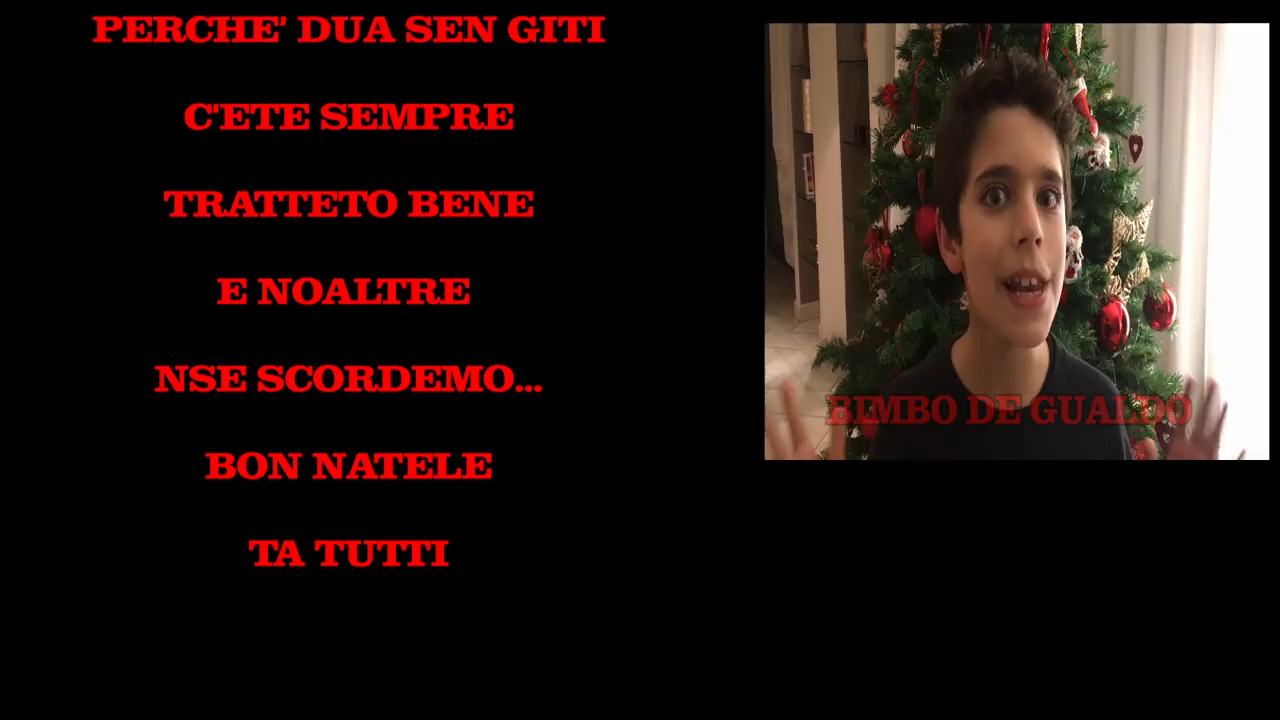 PERCHE' DUA SEN GITI
C'ETE SEMPRE
TRATTETO BENE
E NOALTRE
NSE SCORDEMO...
BON NATELE
TA TUTTI
BIMBO DE GUALDO